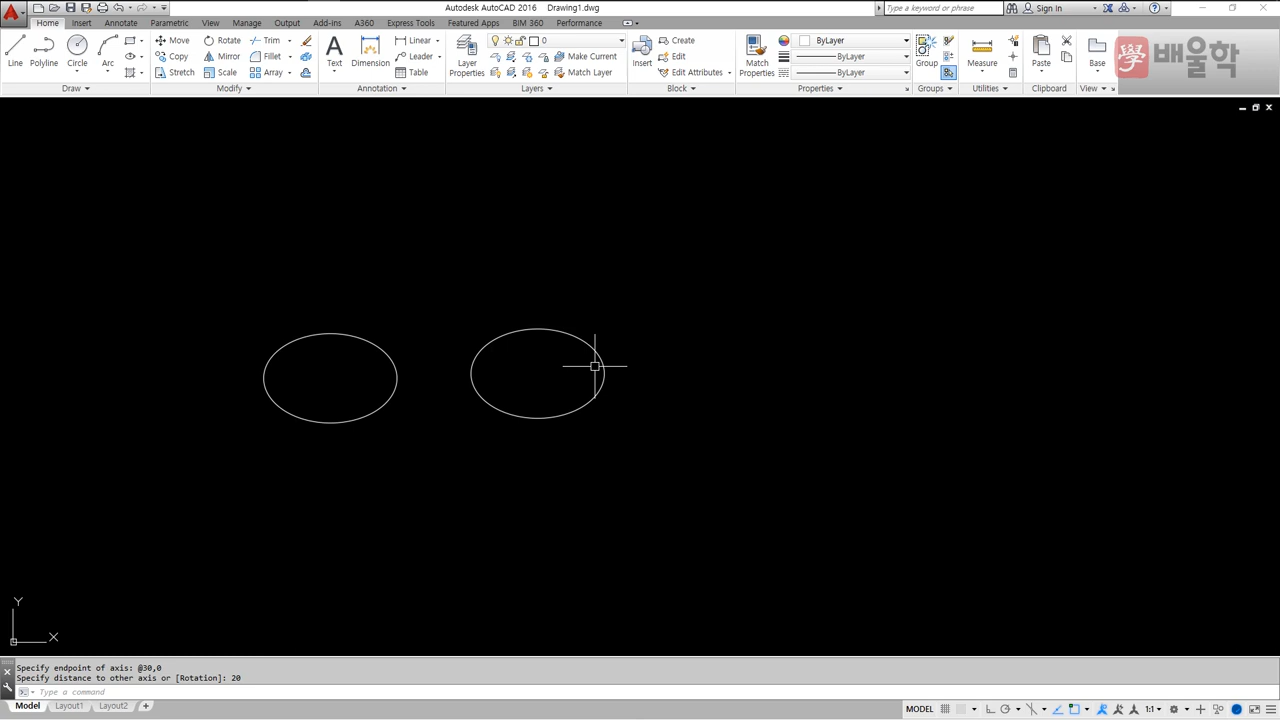 Autodesk AutoCAD 2016 Drawing1.dwg
Type a keyword or phrase
Sign In
Home Insert Annotate Parametric View Manage Output Add-ins A360 Express Tools Featured Apps BIM 360 Performance
Line Polyline Circle Arc
Move Rotate Trim
Copy Mirror Fillet
Stretch Scale Array
Text Dimension
Linear
Leader
Table
Layer Properties
0
Make Current
Match Layer
Insert
Create
Edit
Edit Attributes
Match Properties
ByLayer
ByLayer
ByLayer
Group
Measure
Paste
Base
學 배울학
Draw Modify Annotation Layers Block Properties Groups Utilities Clipboard View
Y
X
Specify endpoint of axis: @30,0
Specify distance to other axis or [Rotation]: 20
Type a command
Model Layout1 Layout2 +
MODEL
1:1